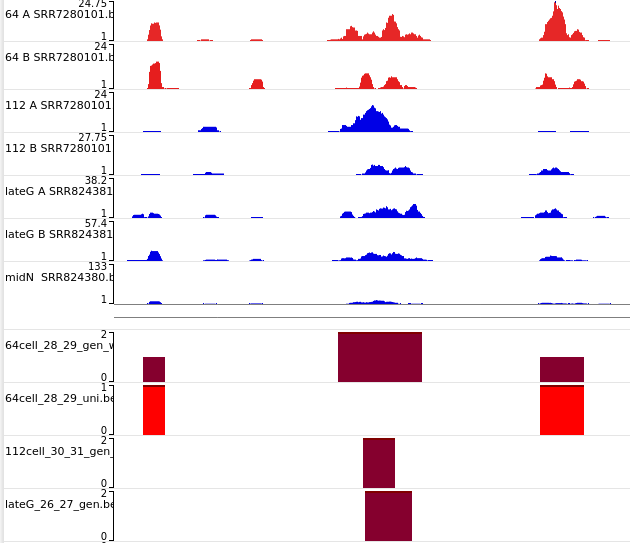 24.75
64 A SRR7280101.b
1
24
64 B SRR7280101.b
1
24
112 A SRR7280101
1
27.75
112 B SRR7280101
1
38.2
lateG A SRR824381
1
57.4
lateG B SRR824381
1
133
midN  SRR824380.b
1
2
64cell_28_29_gen_w
0
1
64cell_28_29_uni.be
0
2
112cell_30_31_gen_
0
2
lateG_26_27_gen.be
0